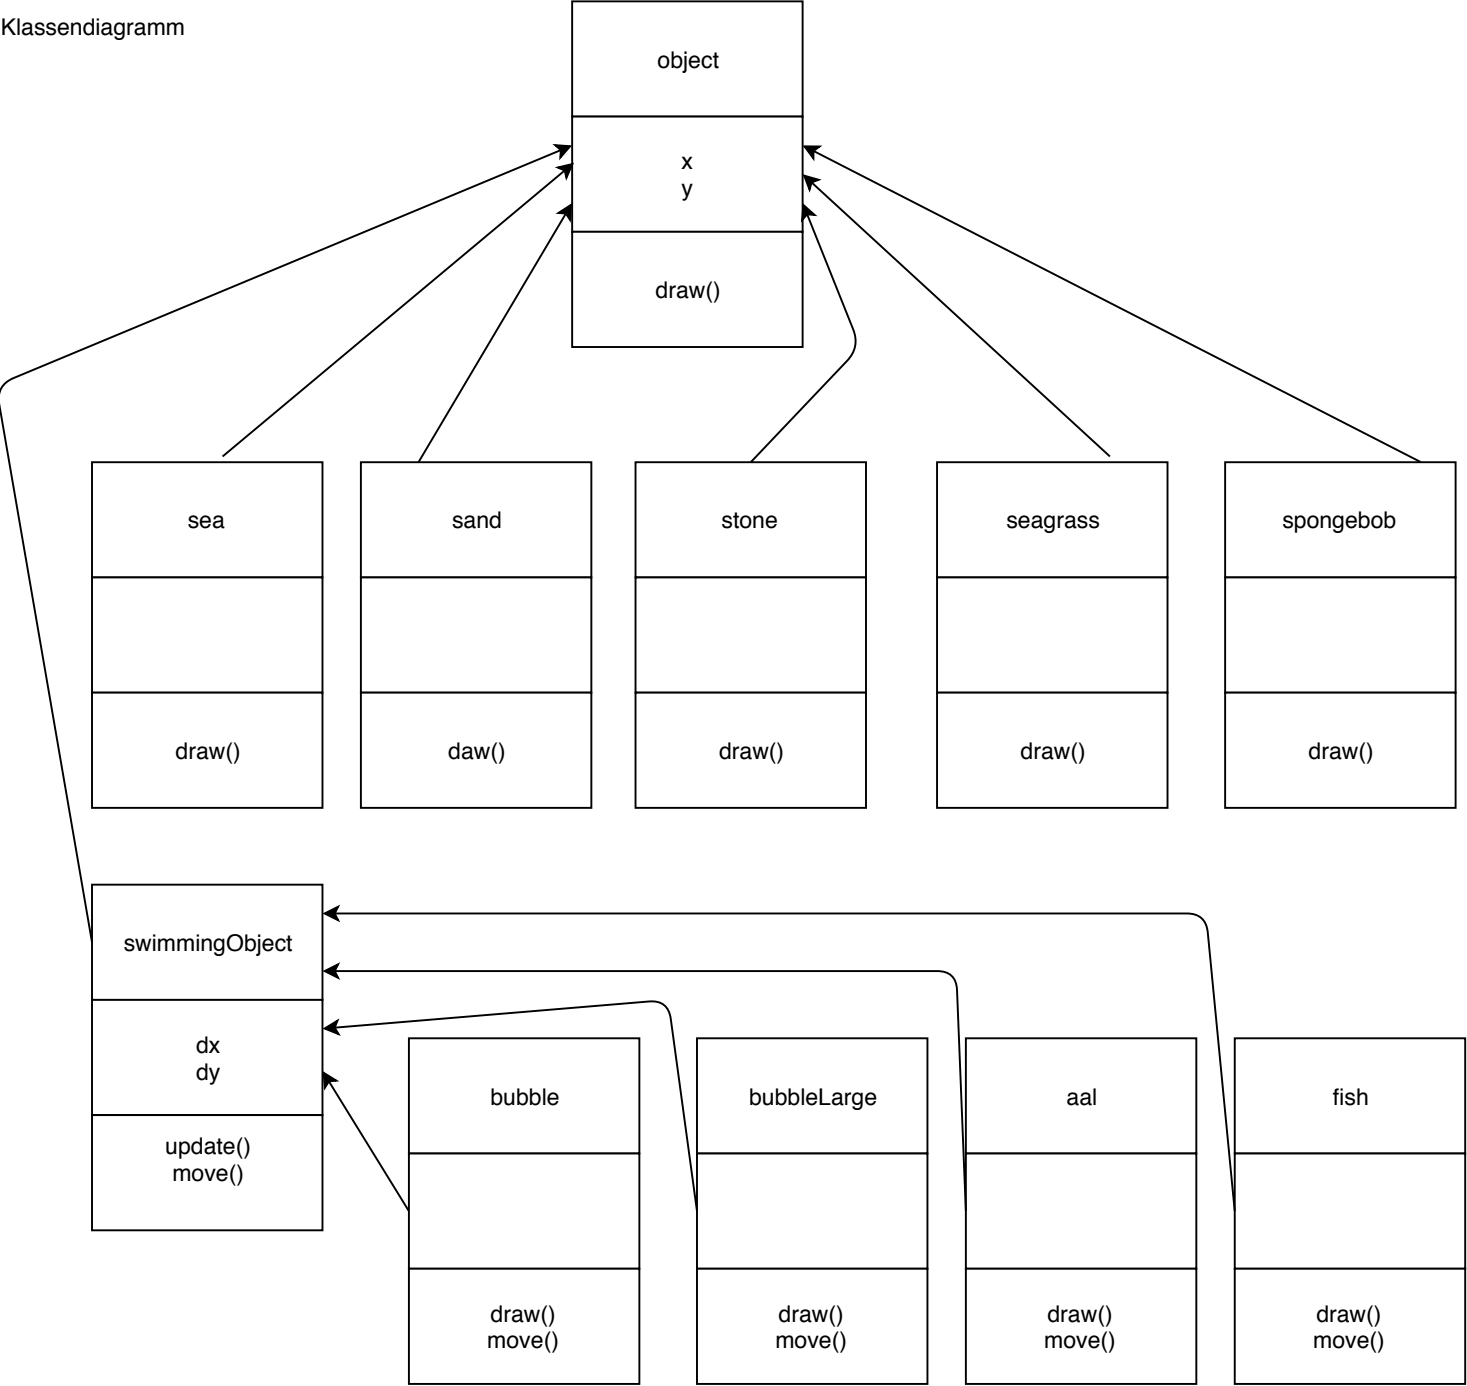 Klassendiagramm
object
x
y
draw()
sea
sand
stone
seagrass
spongebob
draw()
daw()
draw()
draw()
draw()
swimmingObject
dx
dy
update()
move()
bubble
bubbleLarge
aal
fish
draw()
move()
draw()
move()
draw()
move()
draw()
move()